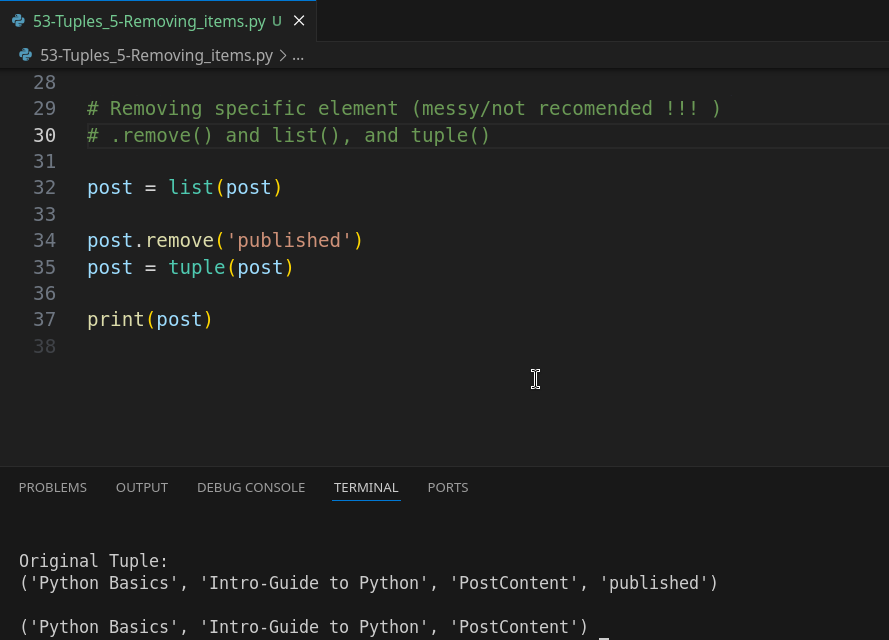 53-Tuples_5-Removing_items.py U
53-Tuples_5-Removing_items.py > ...
28
29 # Removing specific element (messy/not recomended !!! )
30 # .remove() and list(), and tuple()
31
32 post = list(post)
33
34 post.remove('published')
35 post = tuple(post)
36
37 print(post)
38
PROBLEMS OUTPUT DEBUG CONSOLE TERMINAL PORTS
Original Tuple:
('Python Basics', 'Intro-Guide to Python', 'PostContent', 'published')
('Python Basics', 'Intro-Guide to Python', 'PostContent')